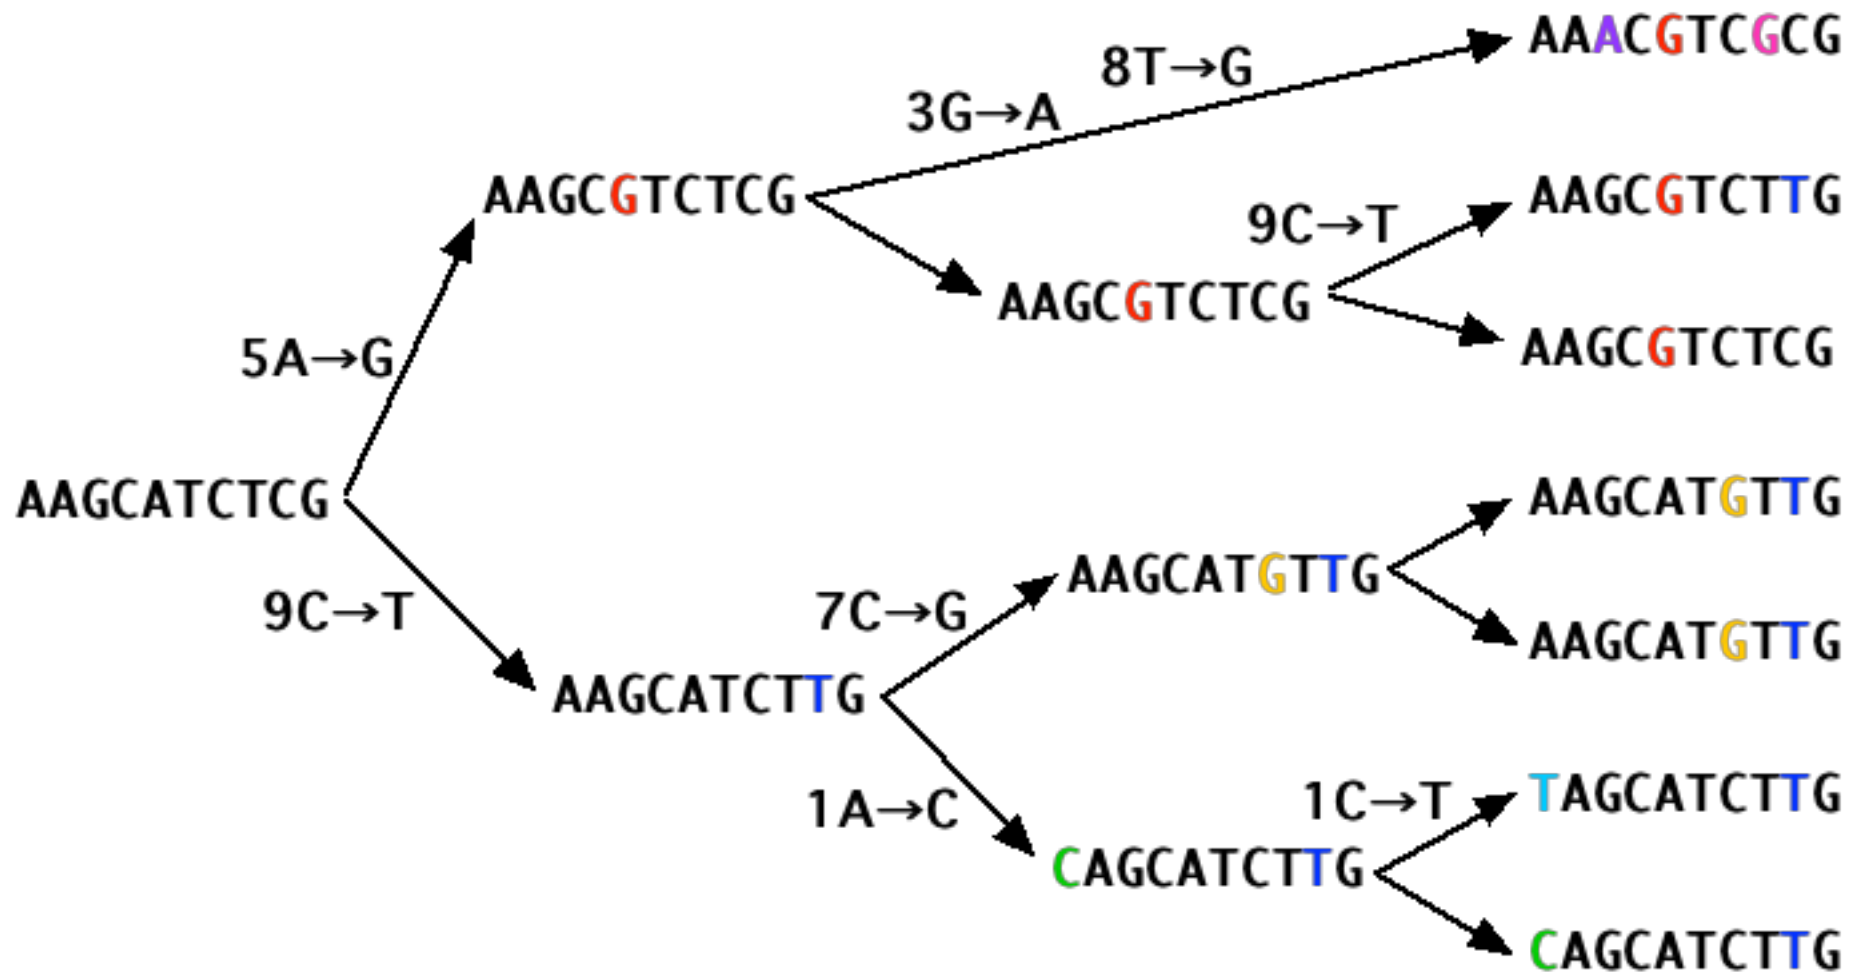 AAACGTCGCG
8T→G
3G→A
AAGCGTCTCG
AAGCGTCTTG
9C→T
AAGCGTCTCG
AAGCGTCTCG
5A→G
AAGCATCTCG
AAGCATGTTG
9C→T
7C→G
AAGCATGTTG
AAGCATGTTG
AAGCATCTTG
1A→C
1C→T
TAGCATCTTG
CAGCATCTTG
CAGCATCTTG